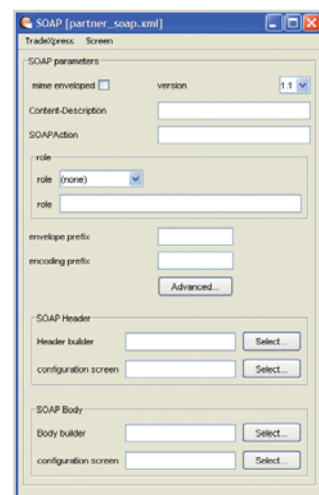 SOAP [partner_soap.xml]
TradeXpress Screen
SOAP parameters
mime enveloped version 1.1
Content-Description
SOAPAction
role
role (none)
role
envelope prefix
encoding prefix
Advanced...
SOAP Header
Header builder Select...
configuration screen Select...
SOAP Body
Body builder Select...
configuration screen Select...